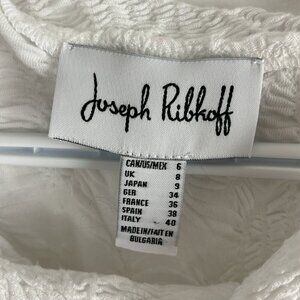 Joseph Ribkoff
CAN/US/MEX 6
UK 8
JAPAN 9
GER 34
FRANCE 36
SPAIN 38
ITALY 40
MADE IN/FAIT EN
BULGARIA